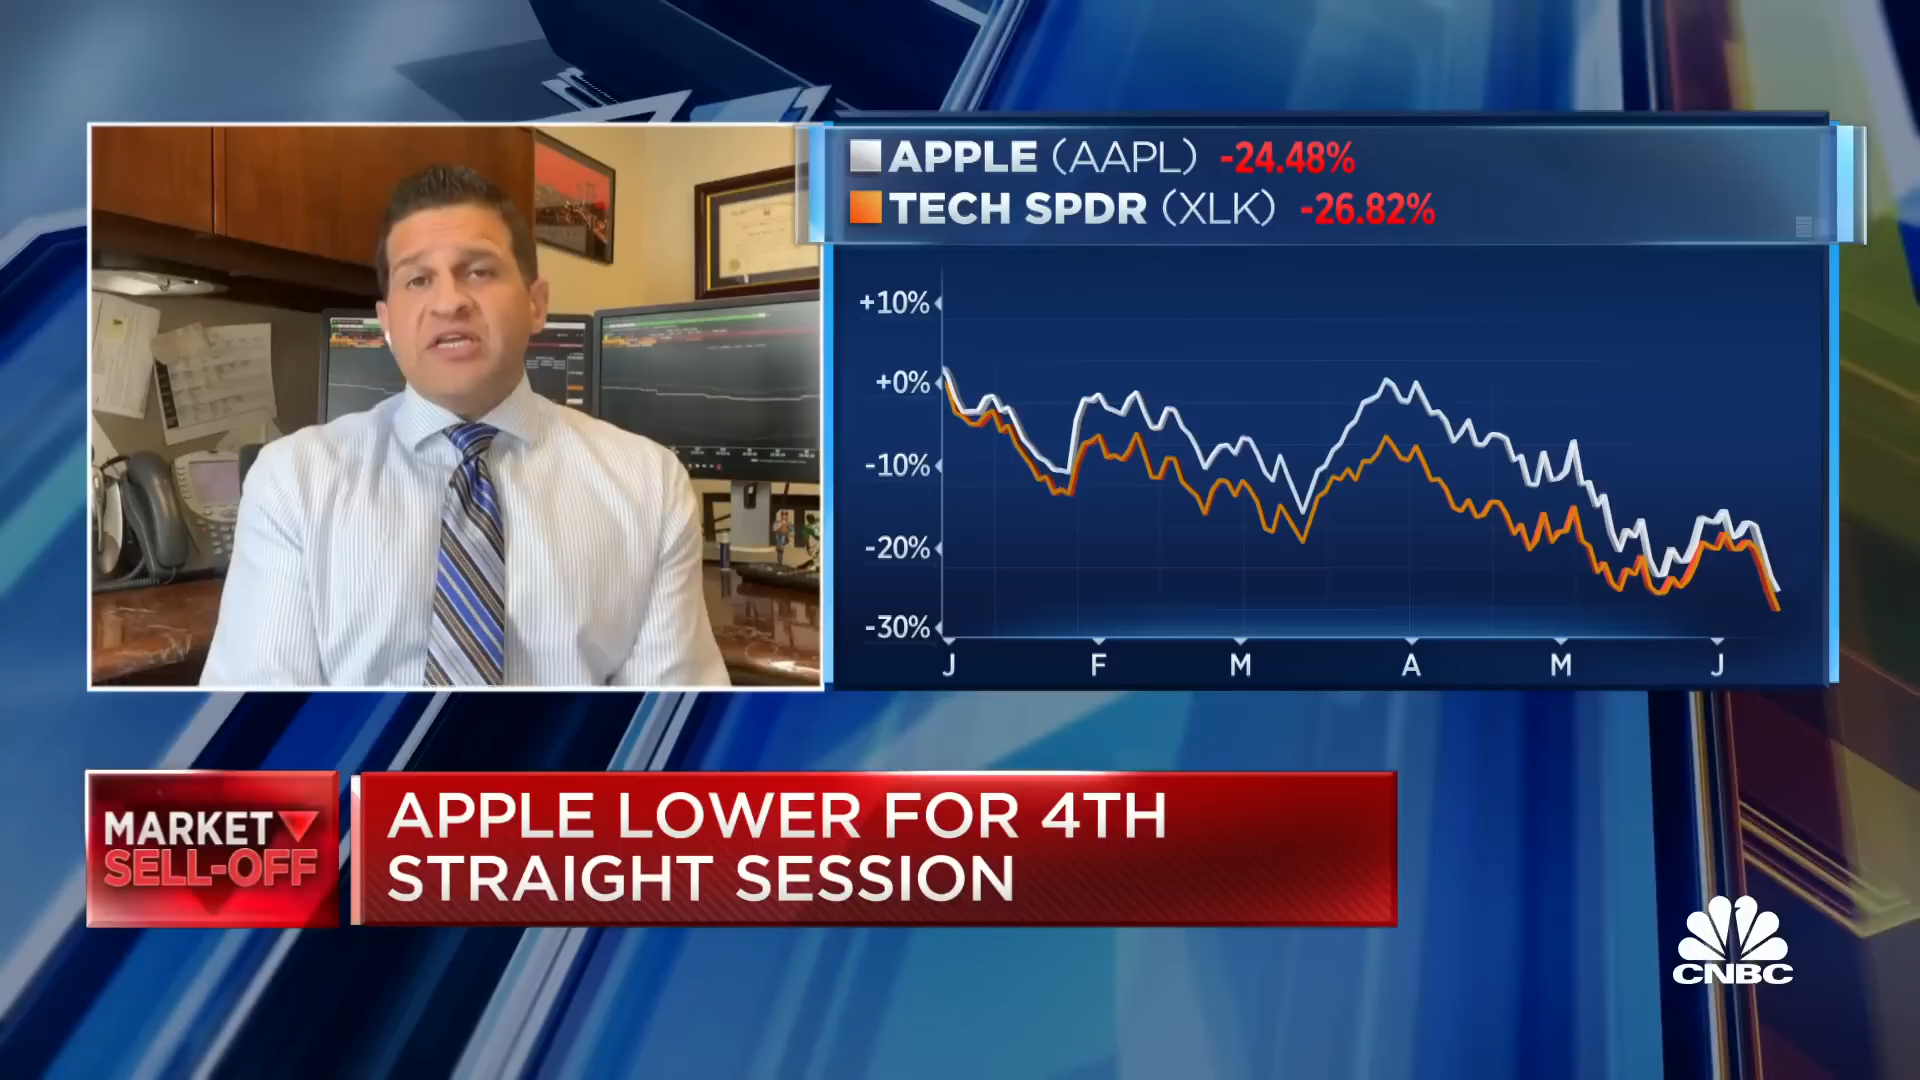 APPLE (AAPL) -24.48%
TECH SPDR (XLK) -26.82%
+10%
+0%
-10%
-20%
-30%
J F M A M J
MARKET
SELL-OFF
APPLE LOWER FOR 4TH
STRAIGHT SESSION
CNBC